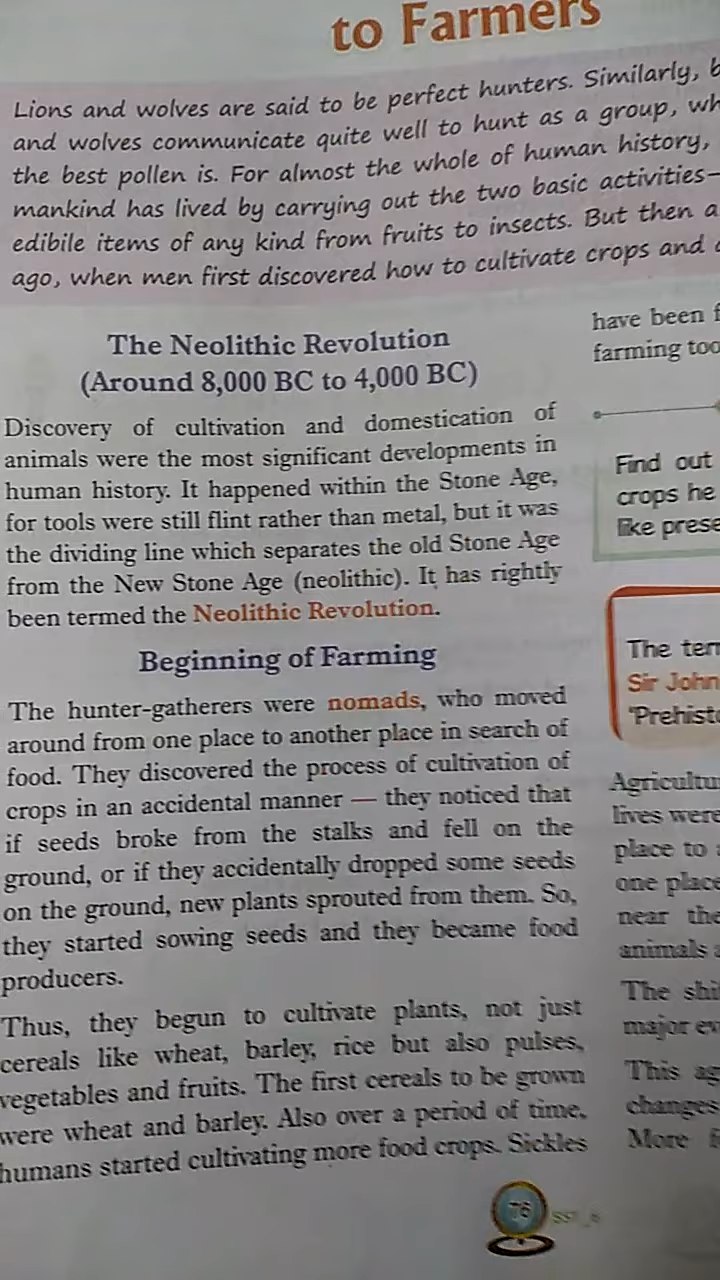 to Farmers
Lions and wolves are said to be perfect hunters. Similarly, b
and wolves communicate quite well to hunt as a group, wh
the best pollen is. For almost the whole of human history,
mankind has lived by carrying out the two basic activities—
edibile items of any kind from fruits to insects. But then a
ago, when men first discovered how to cultivate crops and
The Neolithic Revolution
(Around 8,000 BC to 4,000 BC)
Discovery of cultivation and domestication of
animals were the most significant developments in
human history. It happened within the Stone Age,
for tools were still flint rather than metal, but it was
the dividing line which separates the old Stone Age
from the New Stone Age (neolithic). It has rightly
been termed the Neolithic Revolution.
Beginning of Farming
The hunter-gatherers were nomads, who moved
around from one place to another place in search of
food. They discovered the process of cultivation of
crops in an accidental manner — they noticed that
if seeds broke from the stalks and fell on the
ground, or if they accidentally dropped some seeds
on the ground, new plants sprouted from them. So,
they started sowing seeds and they became food
producers.
Thus, they begun to cultivate plants, not just
cereals like wheat, barley, rice but also pulses,
vegetables and fruits. The first cereals to be grown
were wheat and barley. Also over a period of time,
humans started cultivating more food crops. Sickles
have been f
farming too
Find out
crops he
like prese
The ter
Sir John
'Prehisto
Agricultu
lives were
place to
one place
near the
animals
The shi
major ev
This ag
changes
More f
76